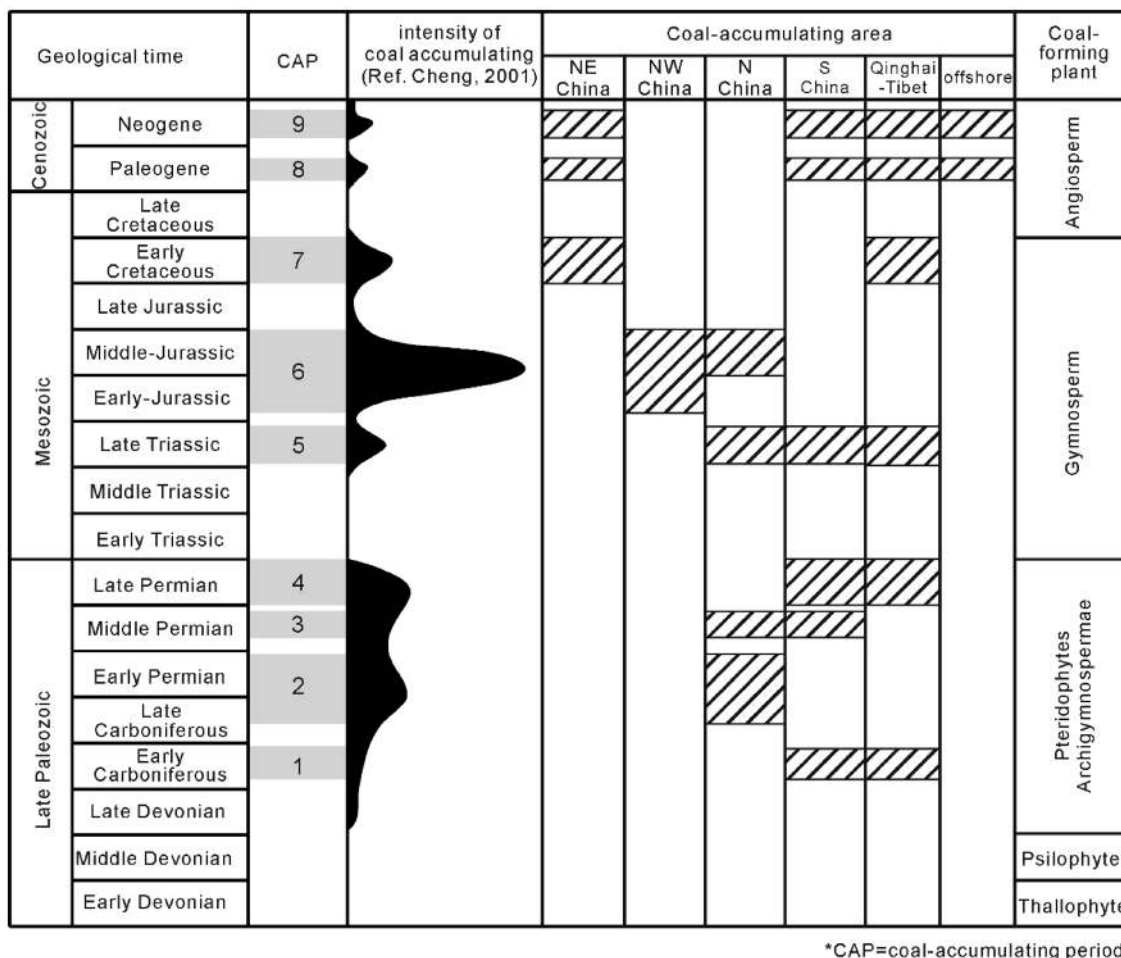 Geological time
CAP
intensity of
coal accumulating
(Ref. Cheng, 2001)
Coal-accumulating area
Coal-
forming
plant
NE
China
NW
China
N
China
S
China
Qinghai
-Tibet
offshore
Cenozoic
Neogene
9
Paleogene
8
Angiosperm
Mesozoic
Late
Cretaceous
Early
Cretaceous
7
Late Jurassic
Middle-Jurassic
6
Early-Jurassic
Late Triassic
5
Middle Triassic
Early Triassic
Gymnosperm
Late Paleozoic
Late Permian
4
Middle Permian
3
Early Permian
2
Late
Carboniferous
Early
Carboniferous
1
Late Devonian
Pteridophytes
Archigymnospermae
Middle Devonian
Psilophyte
Early Devonian
Thallophyte
*CAP=coal-accumulating period